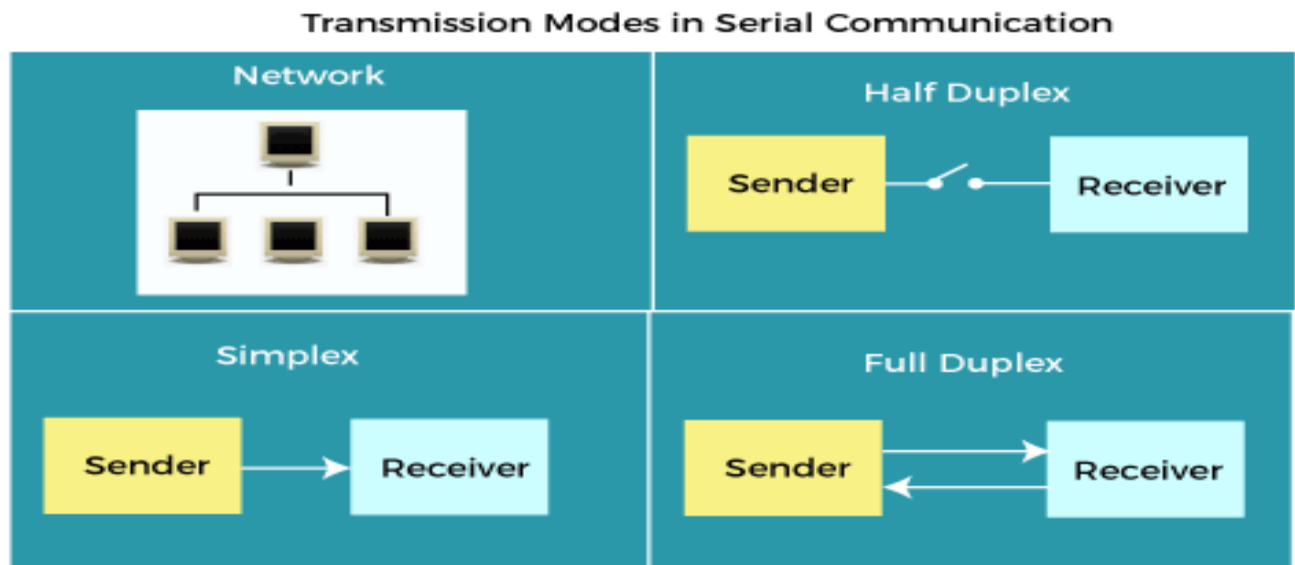 Transmission Modes in Serial Communication
Network
Half Duplex
Sender
Receiver
Simplex
Sender
Receiver
Full Duplex
Sender
Receiver